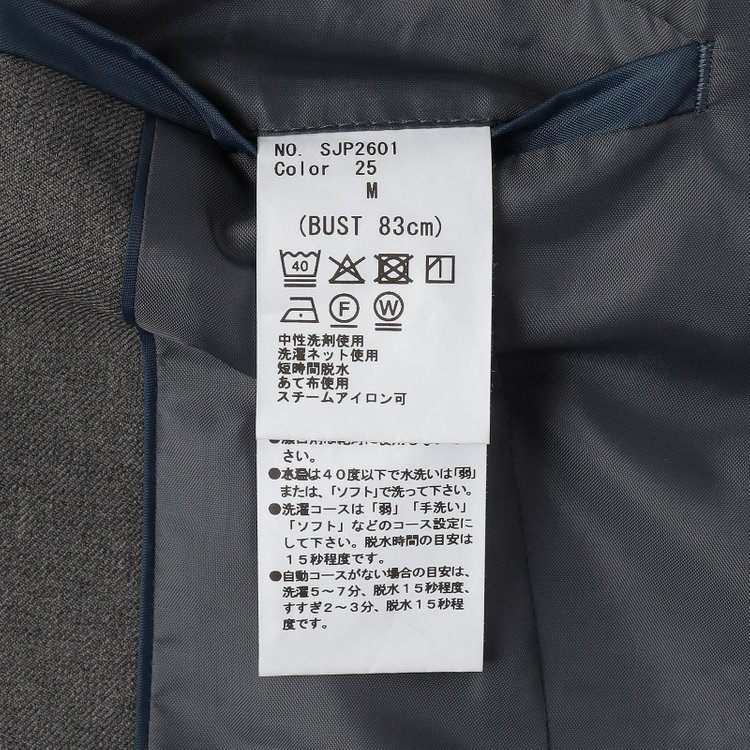 NO. SJP2601
Color 25
M
(BUST 83cm)
40
F W
中性洗剤使用
洗濯ネット使用
短時間脱水
あて布使用
スチームアイロン可
さい。
●水温は40度以下で水洗いは「弱」
または、「ソフト」で洗って下さい。
●洗濯コースは「弱」「手洗い」
「ソフト」などのコース設定に
して下さい。脱水時間の目安は
15秒程度です。
●自動コースがない場合の目安は、
洗濯5～7分、脱水15秒程度、
すすぎ2～3分、脱水15秒程
度です。